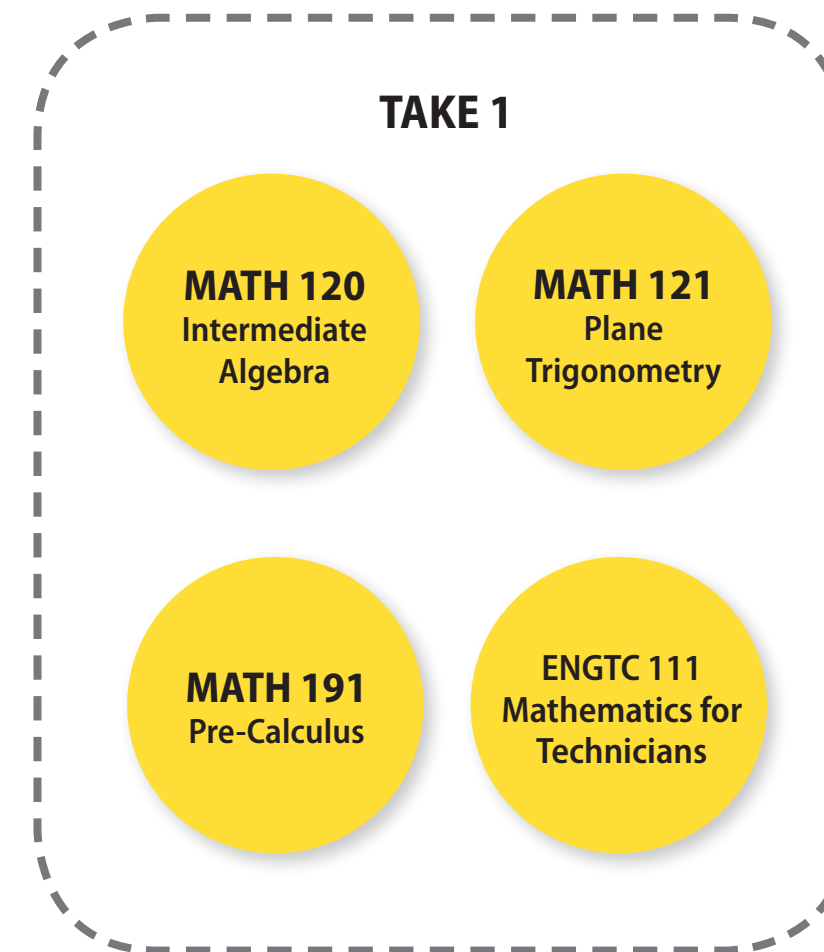 TAKE 1
MATH 120
Intermediate
Algebra
MATH 121
Plane
Trigonometry
MATH 191
Pre-Calculus
ENGTC 111
Mathematics for
Technicians